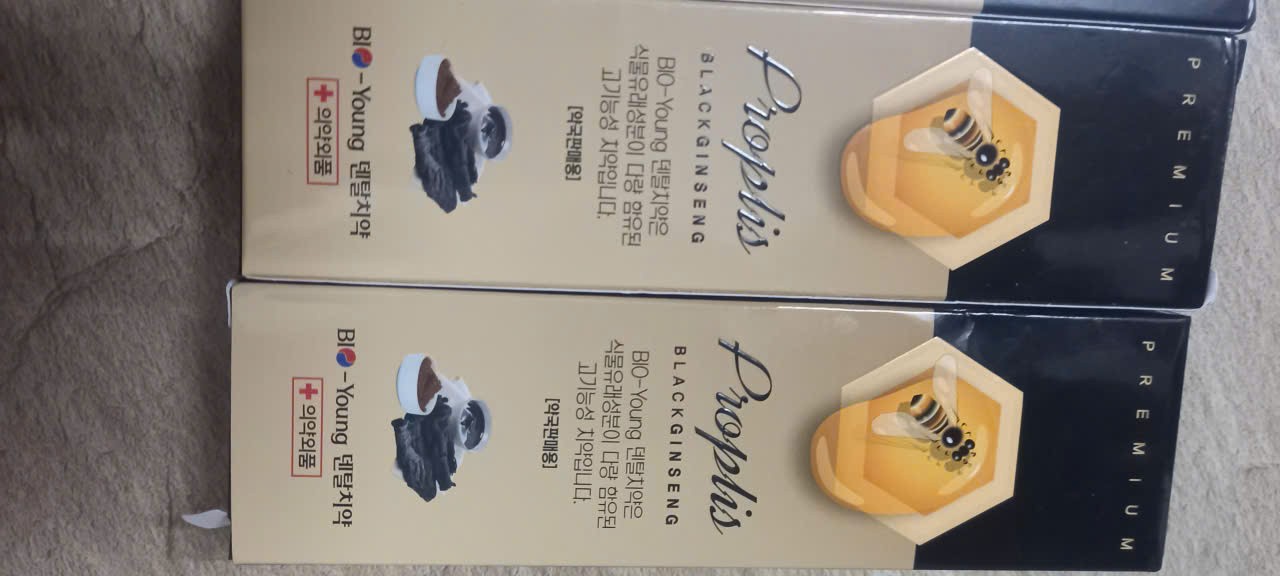 PREMIUM
Prophis
BLACKGINSENG
BIO-Young 덴탈치약은
식물유래성분이 다량 함유된
고기능성 치약입니다.
[약국판매용]
BIO-Young 덴탈치약
의약외품
PREMIUM
Prophis
BLACKGINSENG
BIO-Young 덴탈치약은
식물유래성분이 다량 함유된
고기능성 치약입니다.
[약국판매용]
BIO-Young 덴탈치약
의약외품